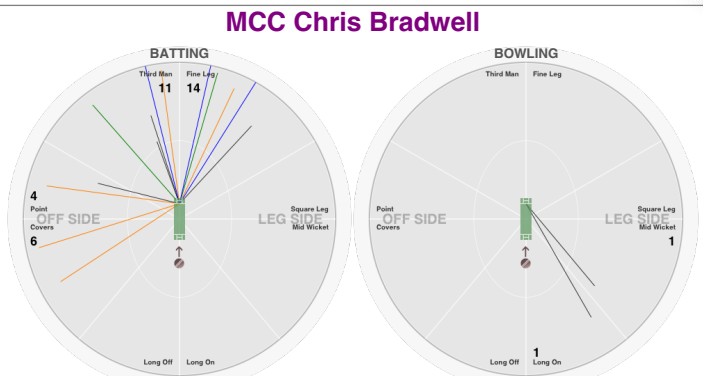 MCC Chris Bradwell
BATTING
Third Man Fine Leg
11 14
4
Point
OFF SIDE
Covers
6
Square Leg
LEG SIDE
Mid Wicket
Long Off Long On
BOWLING
Third Man Fine Leg
Point
OFF SIDE
Covers
Square Leg
LEG SIDE
Mid Wicket
1
1
Long Off Long On